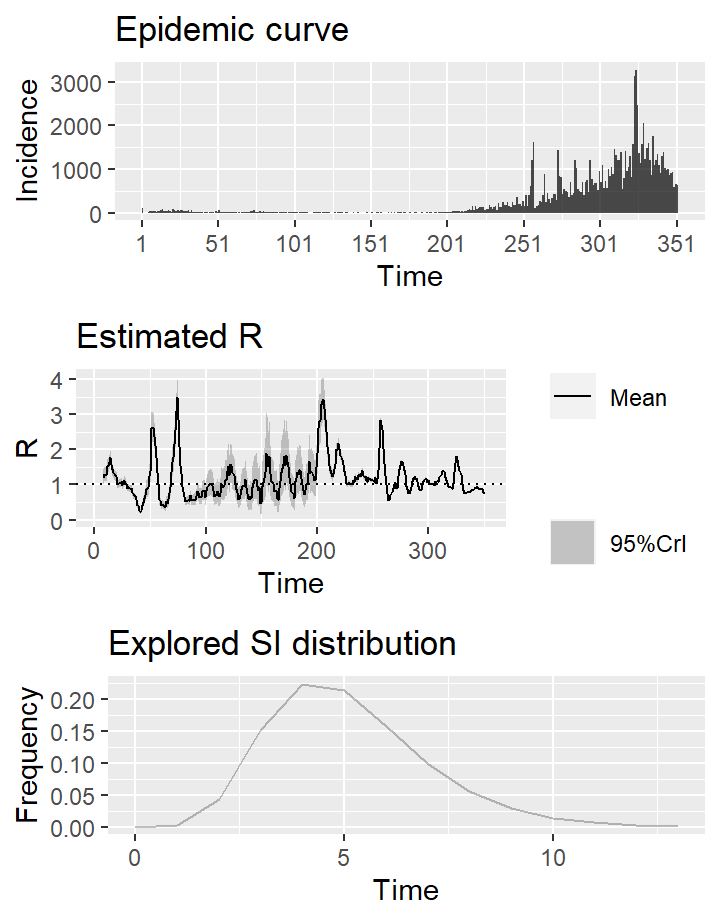 Epidemic curve
3000
2000
1000
0
Incidence
1 51 101 151 201 251 301 351
Time
Estimated R
4
3
2
1
0
R
0 100 200 300
Time
Mean
95%CrI
Explored SI distribution
0.20
0.15
0.10
0.05
0.00
Frequency
0 5 10
Time